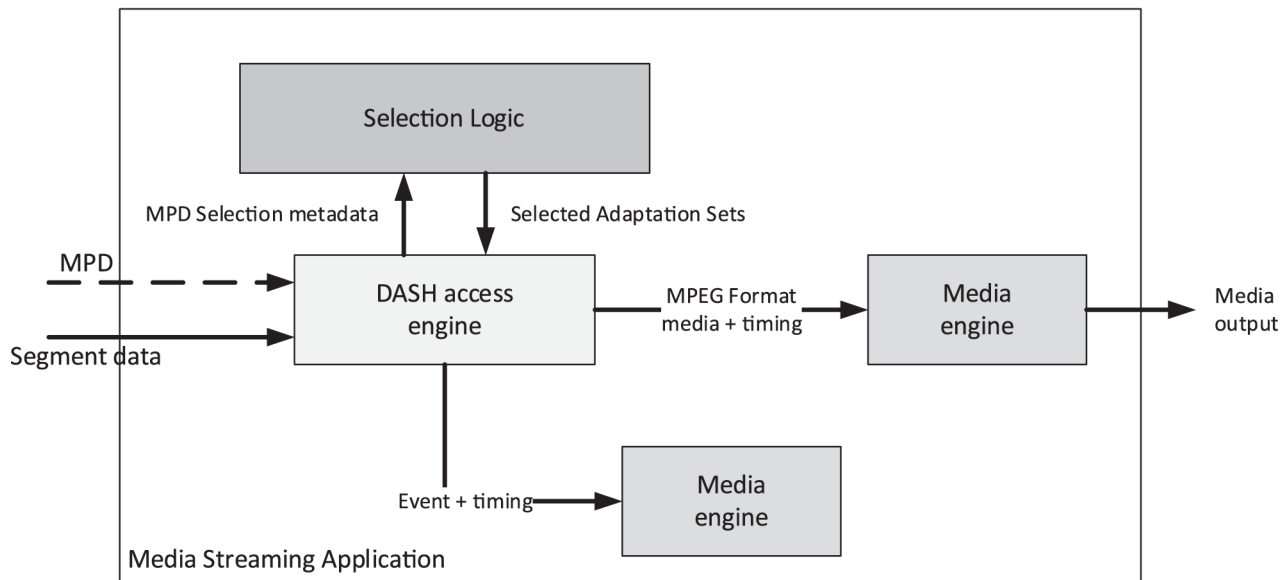 Selection Logic
MPD Selection metadata
Selected Adaptation Sets
MPD
Segment data
DASH access
engine
MPEG Format
media + timing
Media
engine
Media
output
Event + timing
Media
engine
Media Streaming Application